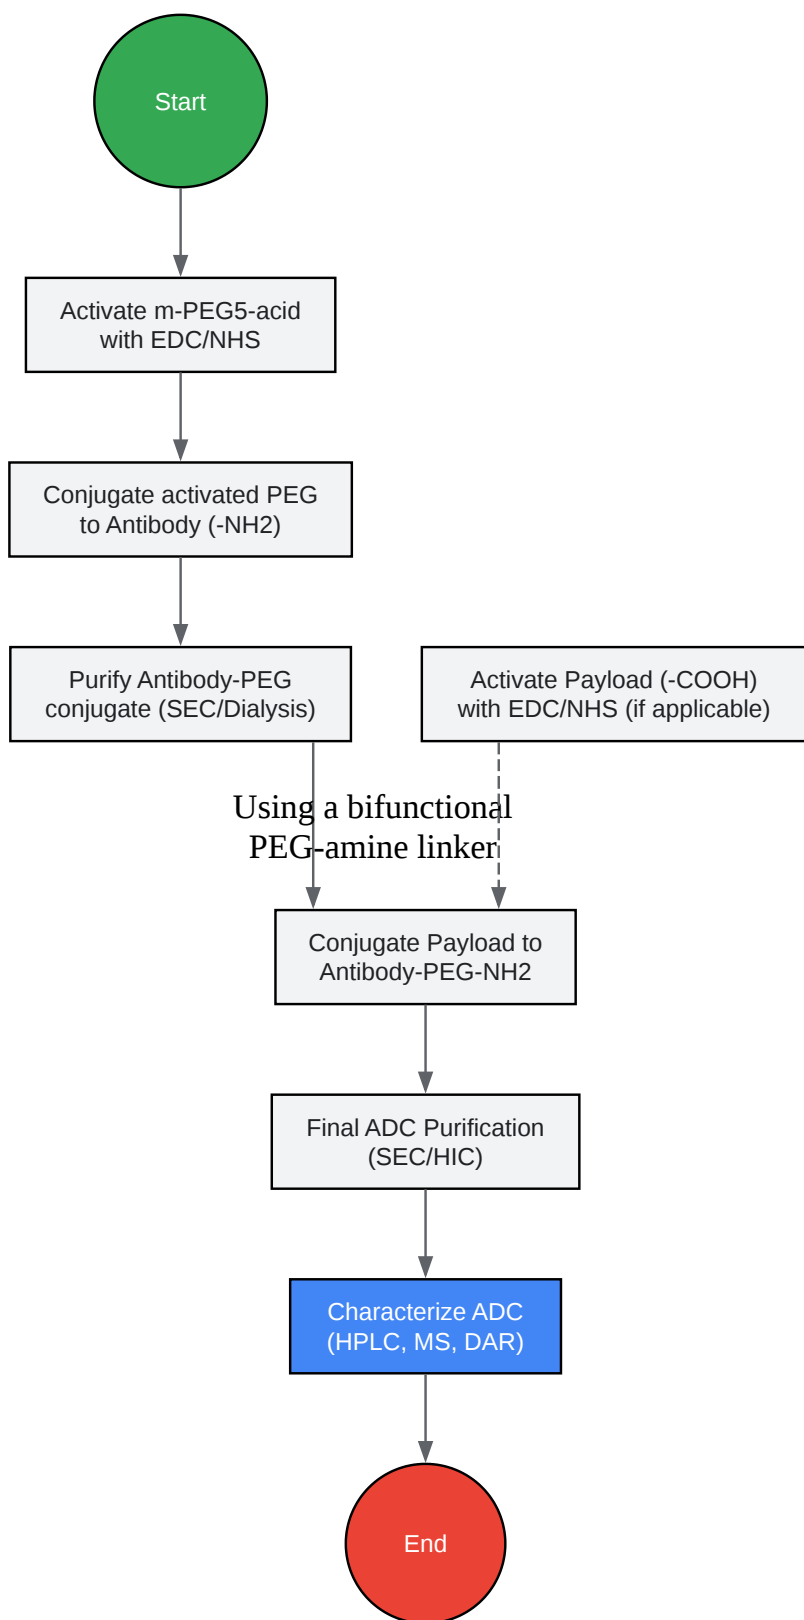 Start
Activate m-PEG5-acid
with EDC/NHS
Conjugate activated PEG
to Antibody (-NH2)
Purify Antibody-PEG
conjugate (SEC/Dialysis)
Activate Payload (-COOH)
with EDC/NHS (if applicable)
Using a bifunctional
PEG-amine linker
Conjugate Payload to
Antibody-PEG-NH2
Final ADC Purification
(SEC/HIC)
Characterize ADC
(HPLC, MS, DAR)
End